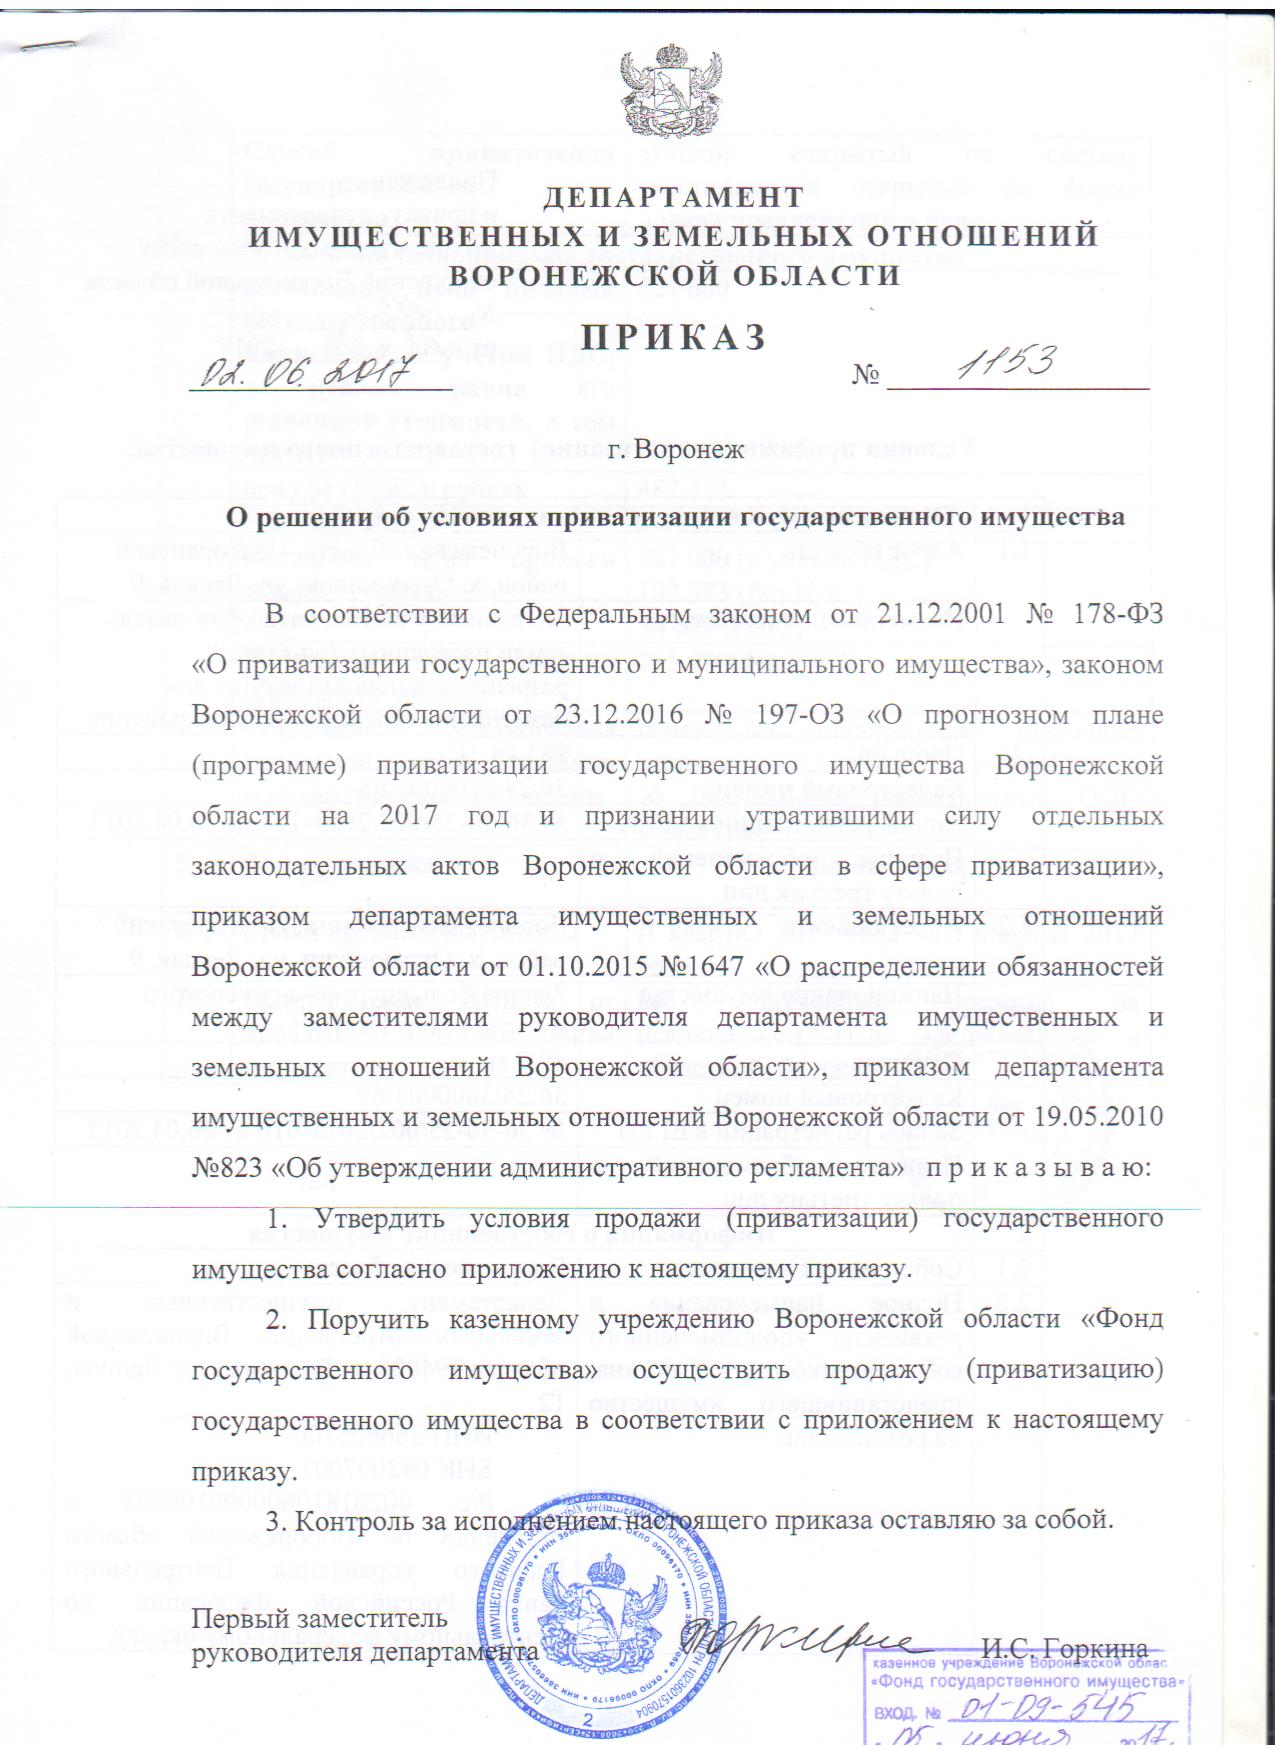 ДЕПАРТАМЕНТ
ИМУЩЕСТВЕННЫХ И ЗЕМЕЛЬНЫХ ОТНОШЕНИЙ
ВОРОНЕЖСКОЙ ОБЛАСТИ
ПРИКАЗ
02.06.2017 № 1153
г. Воронеж
О решении об условиях приватизации государственного имущества
В соответствии с Федеральным законом от 21.12.2001 № 178-ФЗ
«О приватизации государственного и муниципального имущества», законом
Воронежской области от 23.12.2016 № 197-ОЗ «О прогнозном плане
(программе) приватизации государственного имущества Воронежской
области на 2017 год и признании утратившими силу отдельных
законодательных актов Воронежской области в сфере приватизации»,
приказом департамента имущественных и земельных отношений
Воронежской области от 01.10.2015 №1647 «О распределении обязанностей
между заместителями руководителя департамента имущественных и
земельных отношений Воронежской области», приказом департамента
имущественных и земельных отношений Воронежской области от 19.05.2010
№823 «Об утверждении административного регламента» п р и к а з ы в а ю:
1. Утвердить условия продажи (приватизации) государственного
имущества согласно приложению к настоящему приказу.
2. Поручить казенному учреждению Воронежской области «Фонд
государственного имущества» осуществить продажу (приватизацию)
государственного имущества в соответствии с приложением к настоящему
приказу.
3. Контроль за исполнением настоящего приказа оставляю за собой.
Первый заместитель
руководителя департамента И.С. Горкина
казенное учреждение Воронежской облас
«Фонд государственного имущества»
ВХОД. № 01-09-545
июня 2017.
2